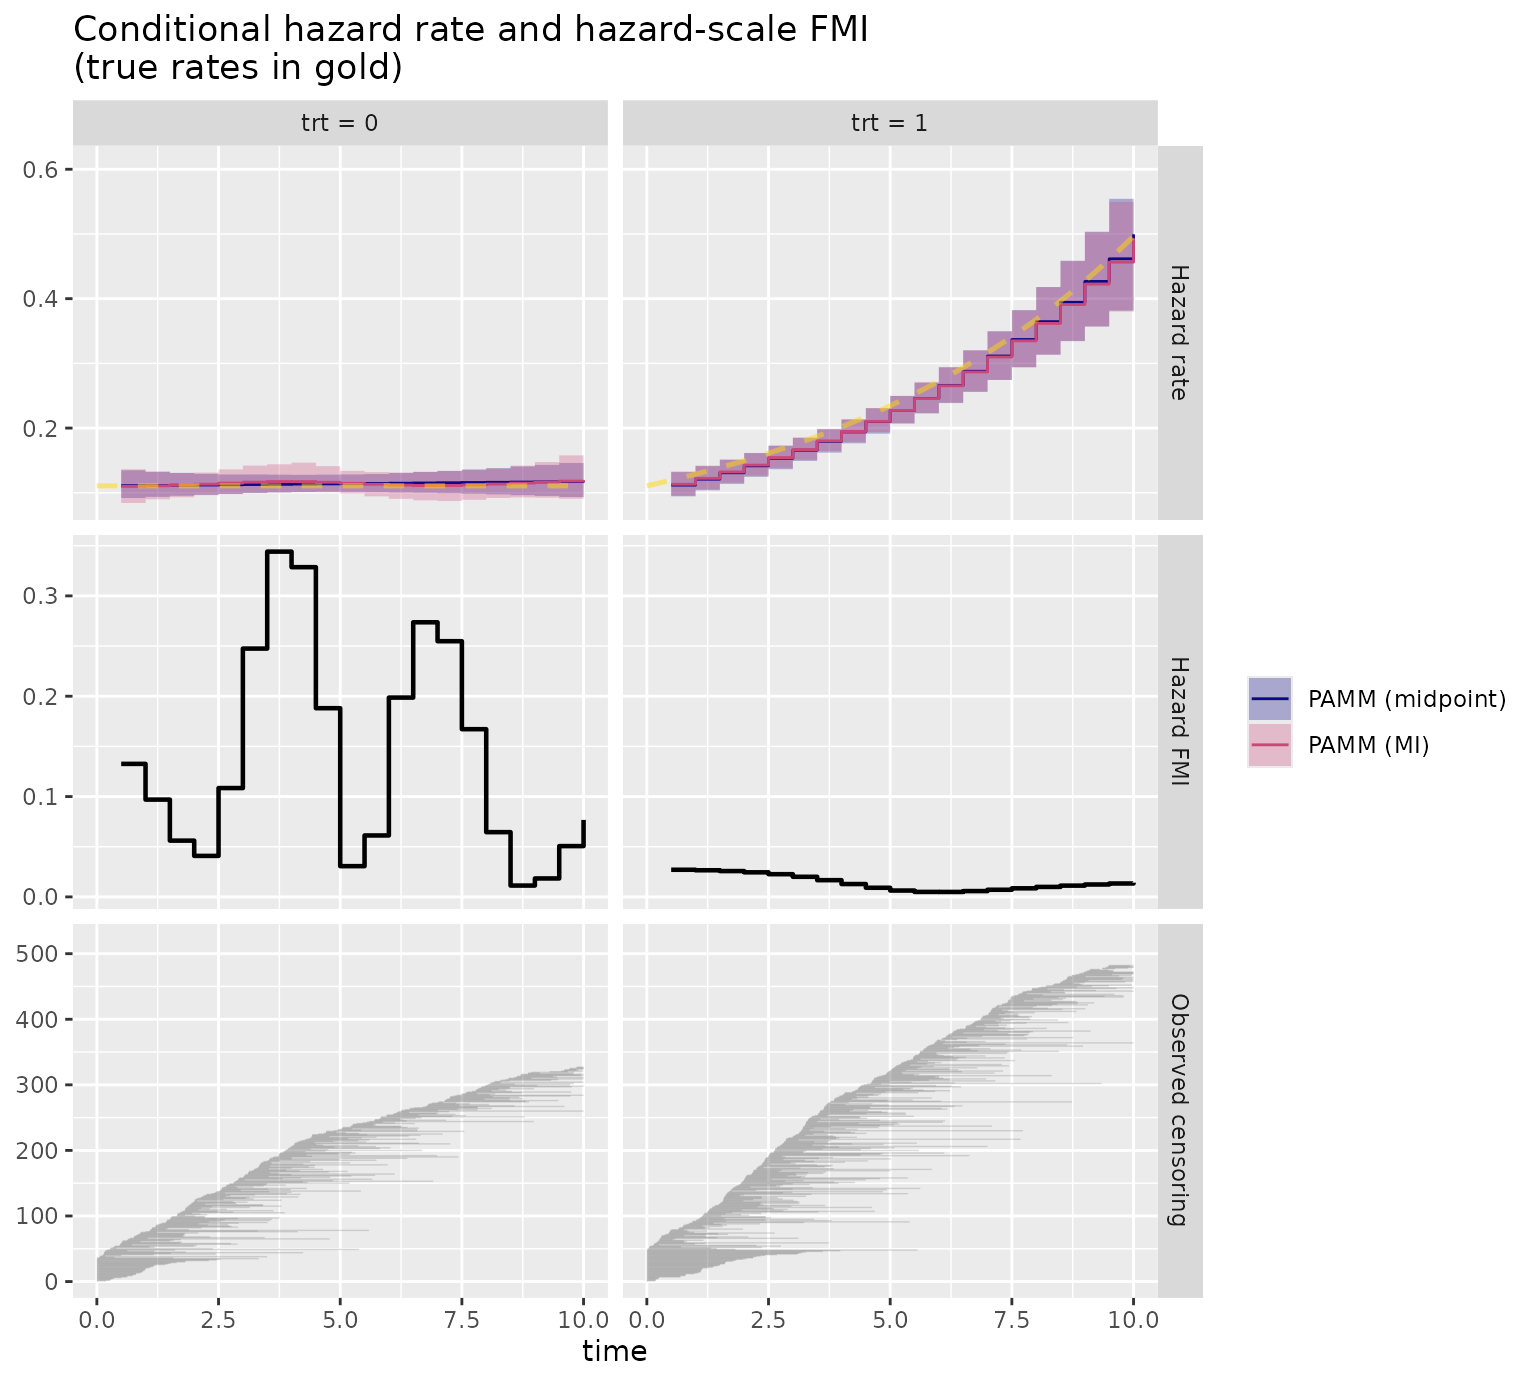 Conditional hazard rate and hazard-scale FMI
(true rates in gold)
trt = 0
trt = 1
0.6
0.4
0.2
Hazard rate
0.3
0.2
0.1
0.0
Hazard FMI
PAMM (midpoint)
PAMM (MI)
500
400
300
200
100
0
Observed censoring
0.0 2.5 5.0 7.5 10.0 0.0 2.5 5.0 7.5 10.0
time